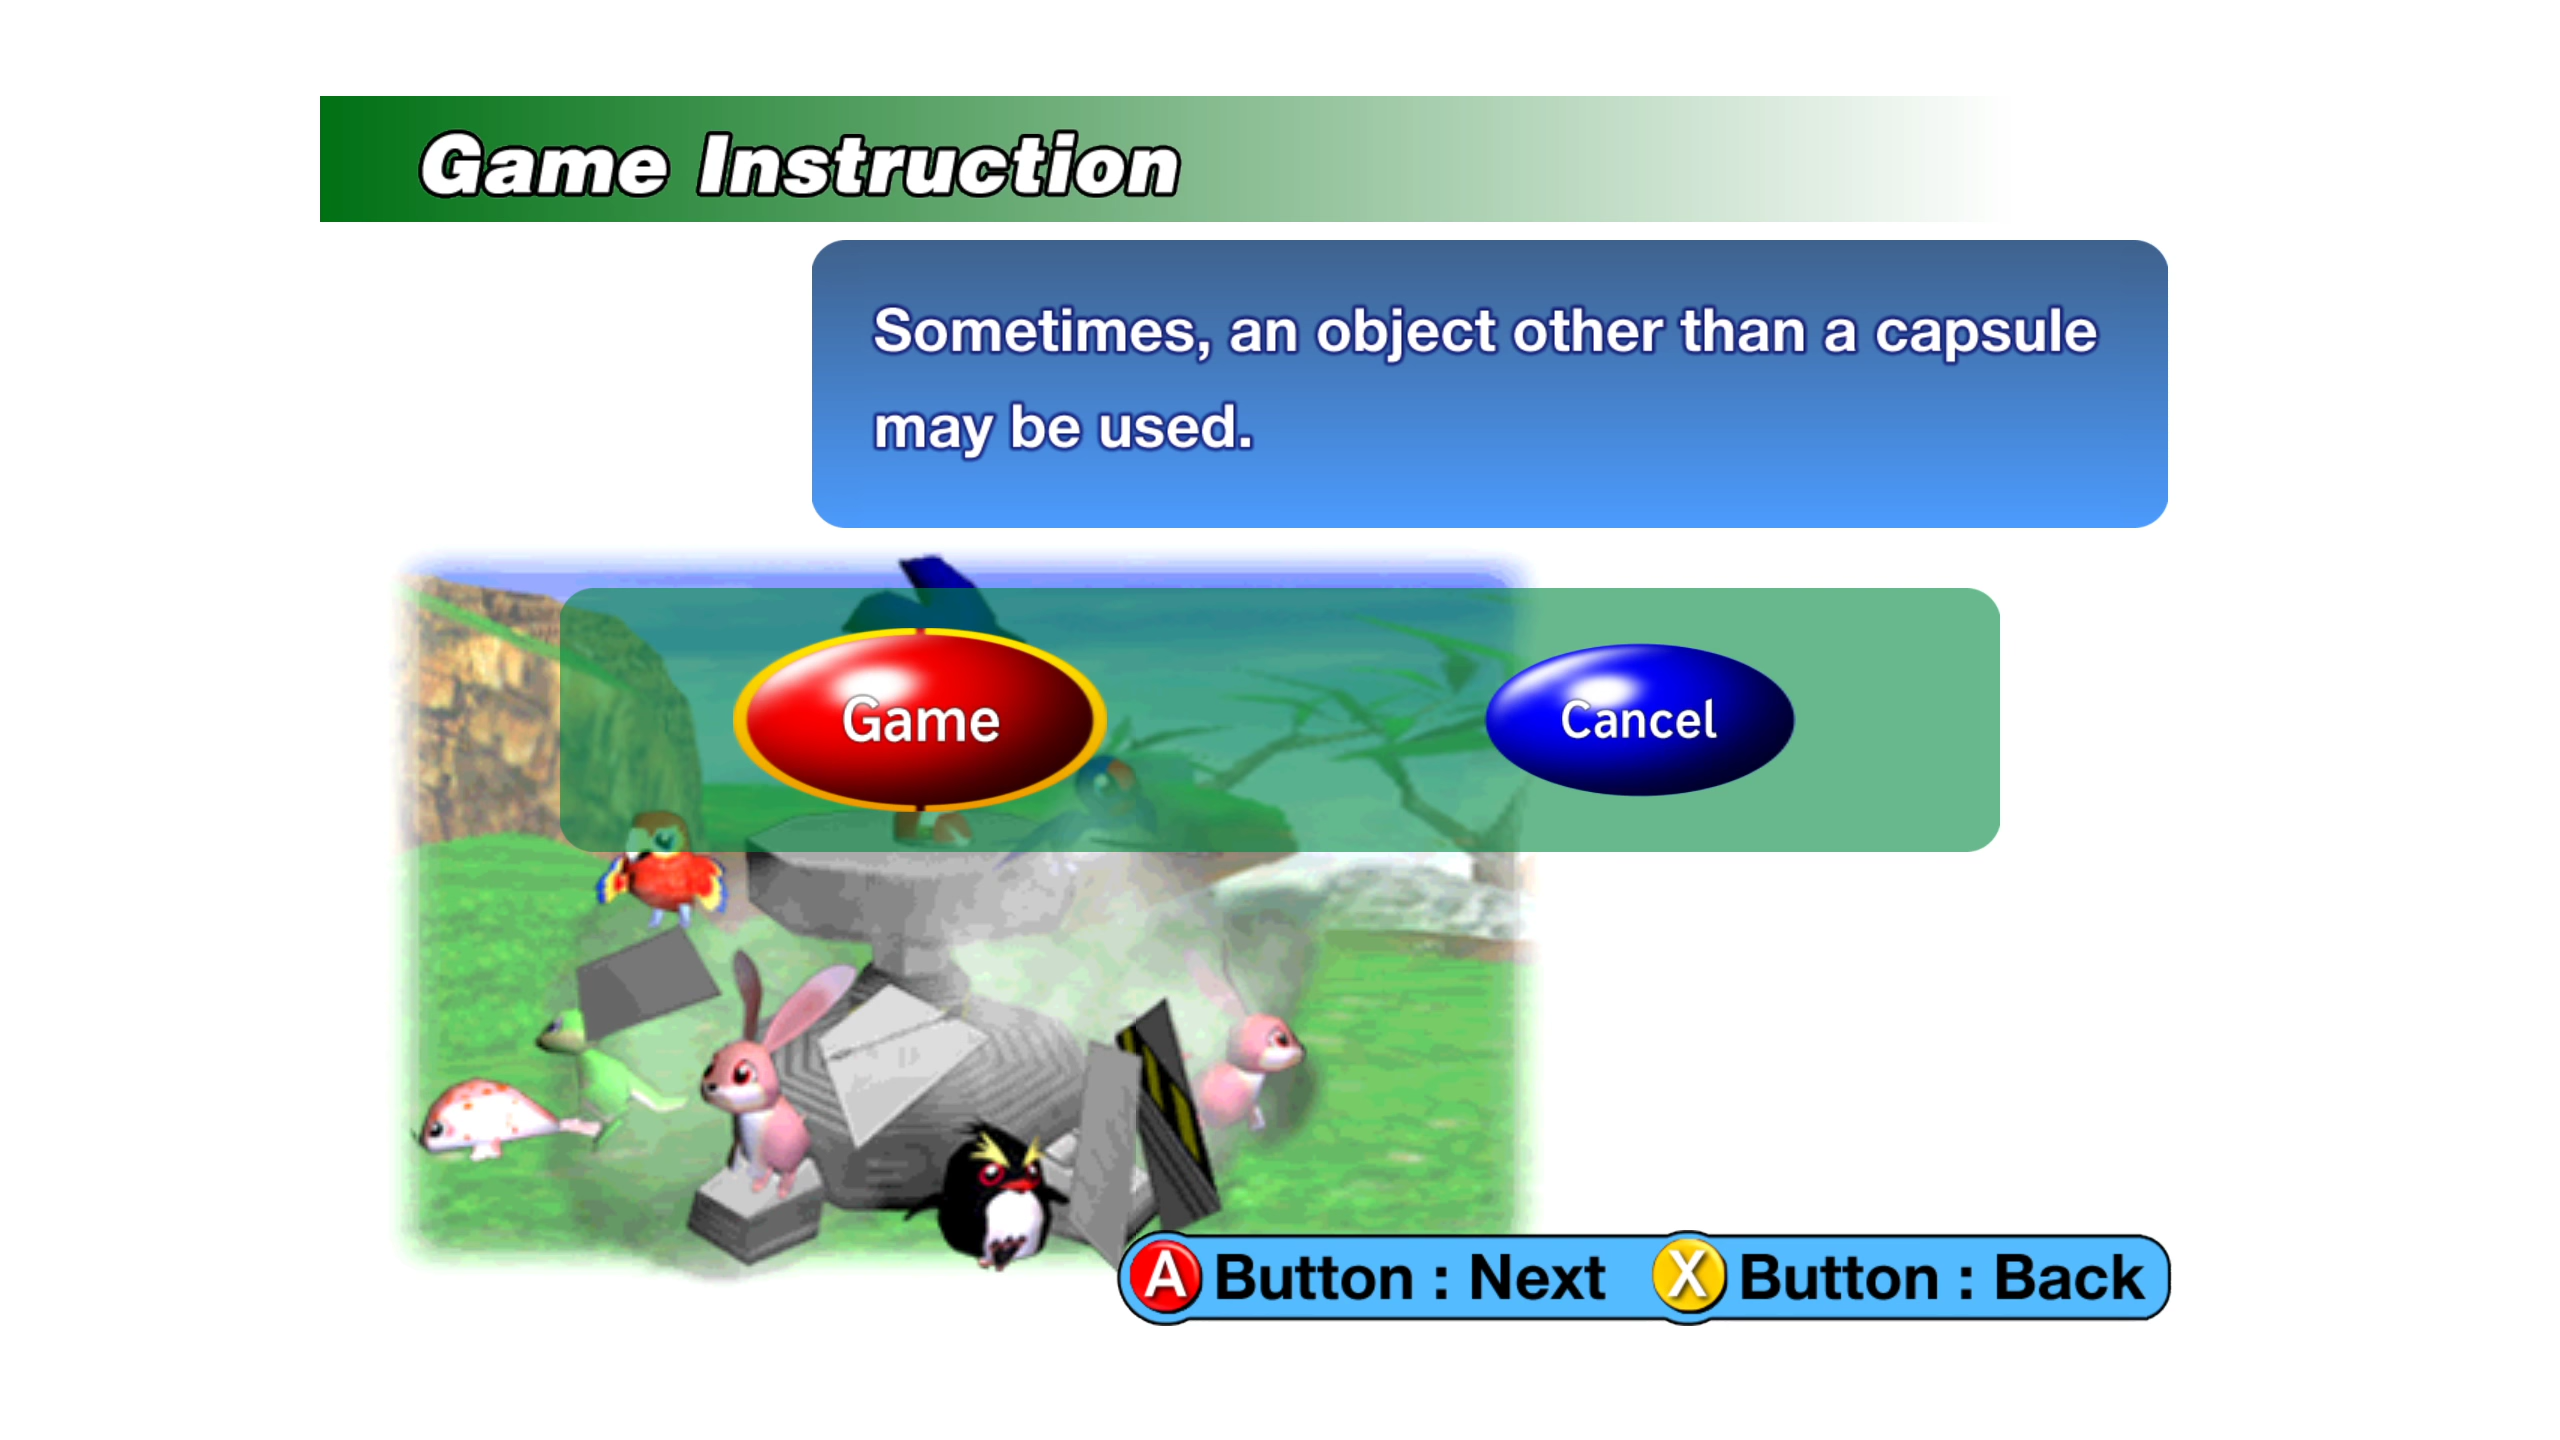 Game Instruction
Sometimes, an object other than a capsule
may be used.
Game
Cancel
A Button : Next X Button : Back